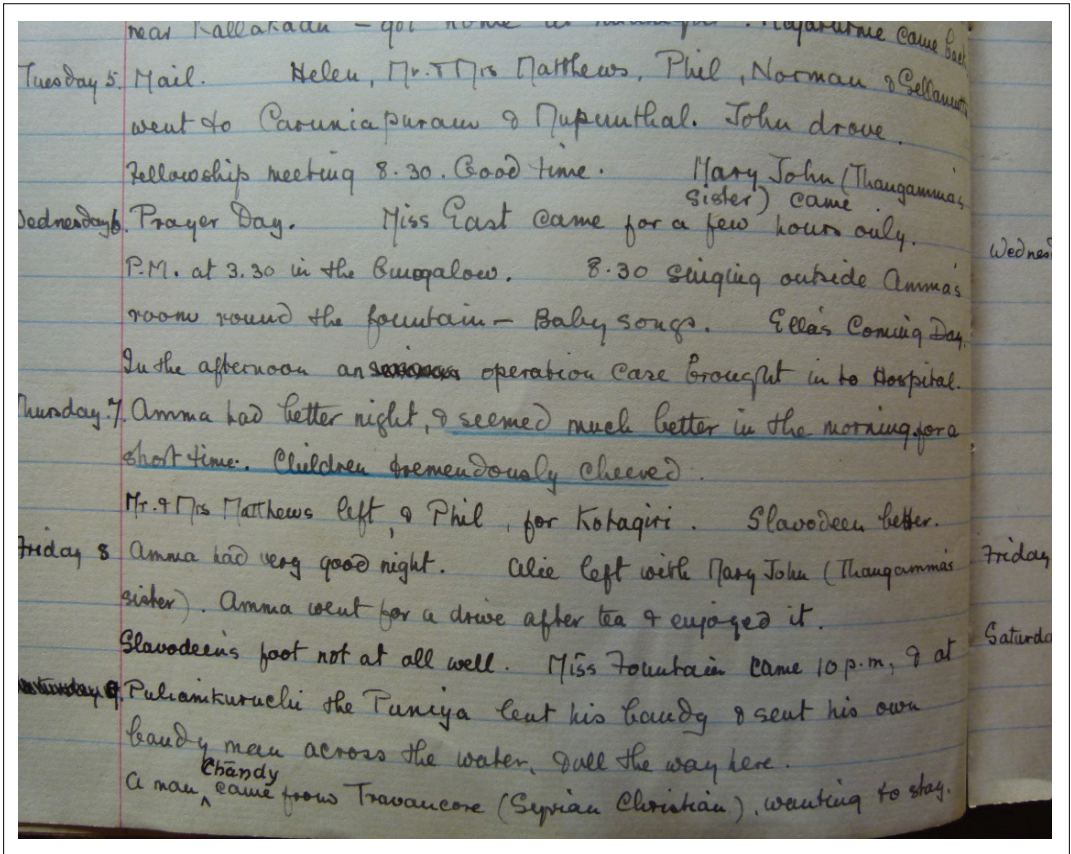 near Kallakadu – got home at came back
Tuesday 5. Mail. Helen, Mr. & Mrs Matthews, Phil, Norman & Sellamuttu
went to Caruniapuram & Mupunthal. John drove.
Fellowship meeting 8.30. Good time. Mary John (Thangamma's
sister) came.
Wednesday 6. Prayer Day. Miss East came for a few hours only.
P.M. at 3.30 in the Bungalow. 8.30 singing outside Amma's
room round the fountain – Baby songs. Ella's Coming Day.
In the afternoon an operation case brought in to Hospital.
Thursday 7. Amma had better night, & seemed much better in the morning, for a
short time. Children tremendously cheered.
Mr. & Mrs Matthews left, & Phil, for Kotagiri. Slavodeen better.
Friday 8 Amma had very good night. Alie left with Mary John (Thangamma's
sister). Amma went for a drive after tea & enjoyed it.
Slavodeen's foot not at all well. Miss Fountain came 10 p.m, & at
Saturday 9. Puliamkuruchi the Puniya lent his bandy & sent his own
bandy man across the water, & all the way here.
Chandy
A man ^ came from Travancore (Syrian Christian), wanting to stay.
Wednes
Friday
Saturda